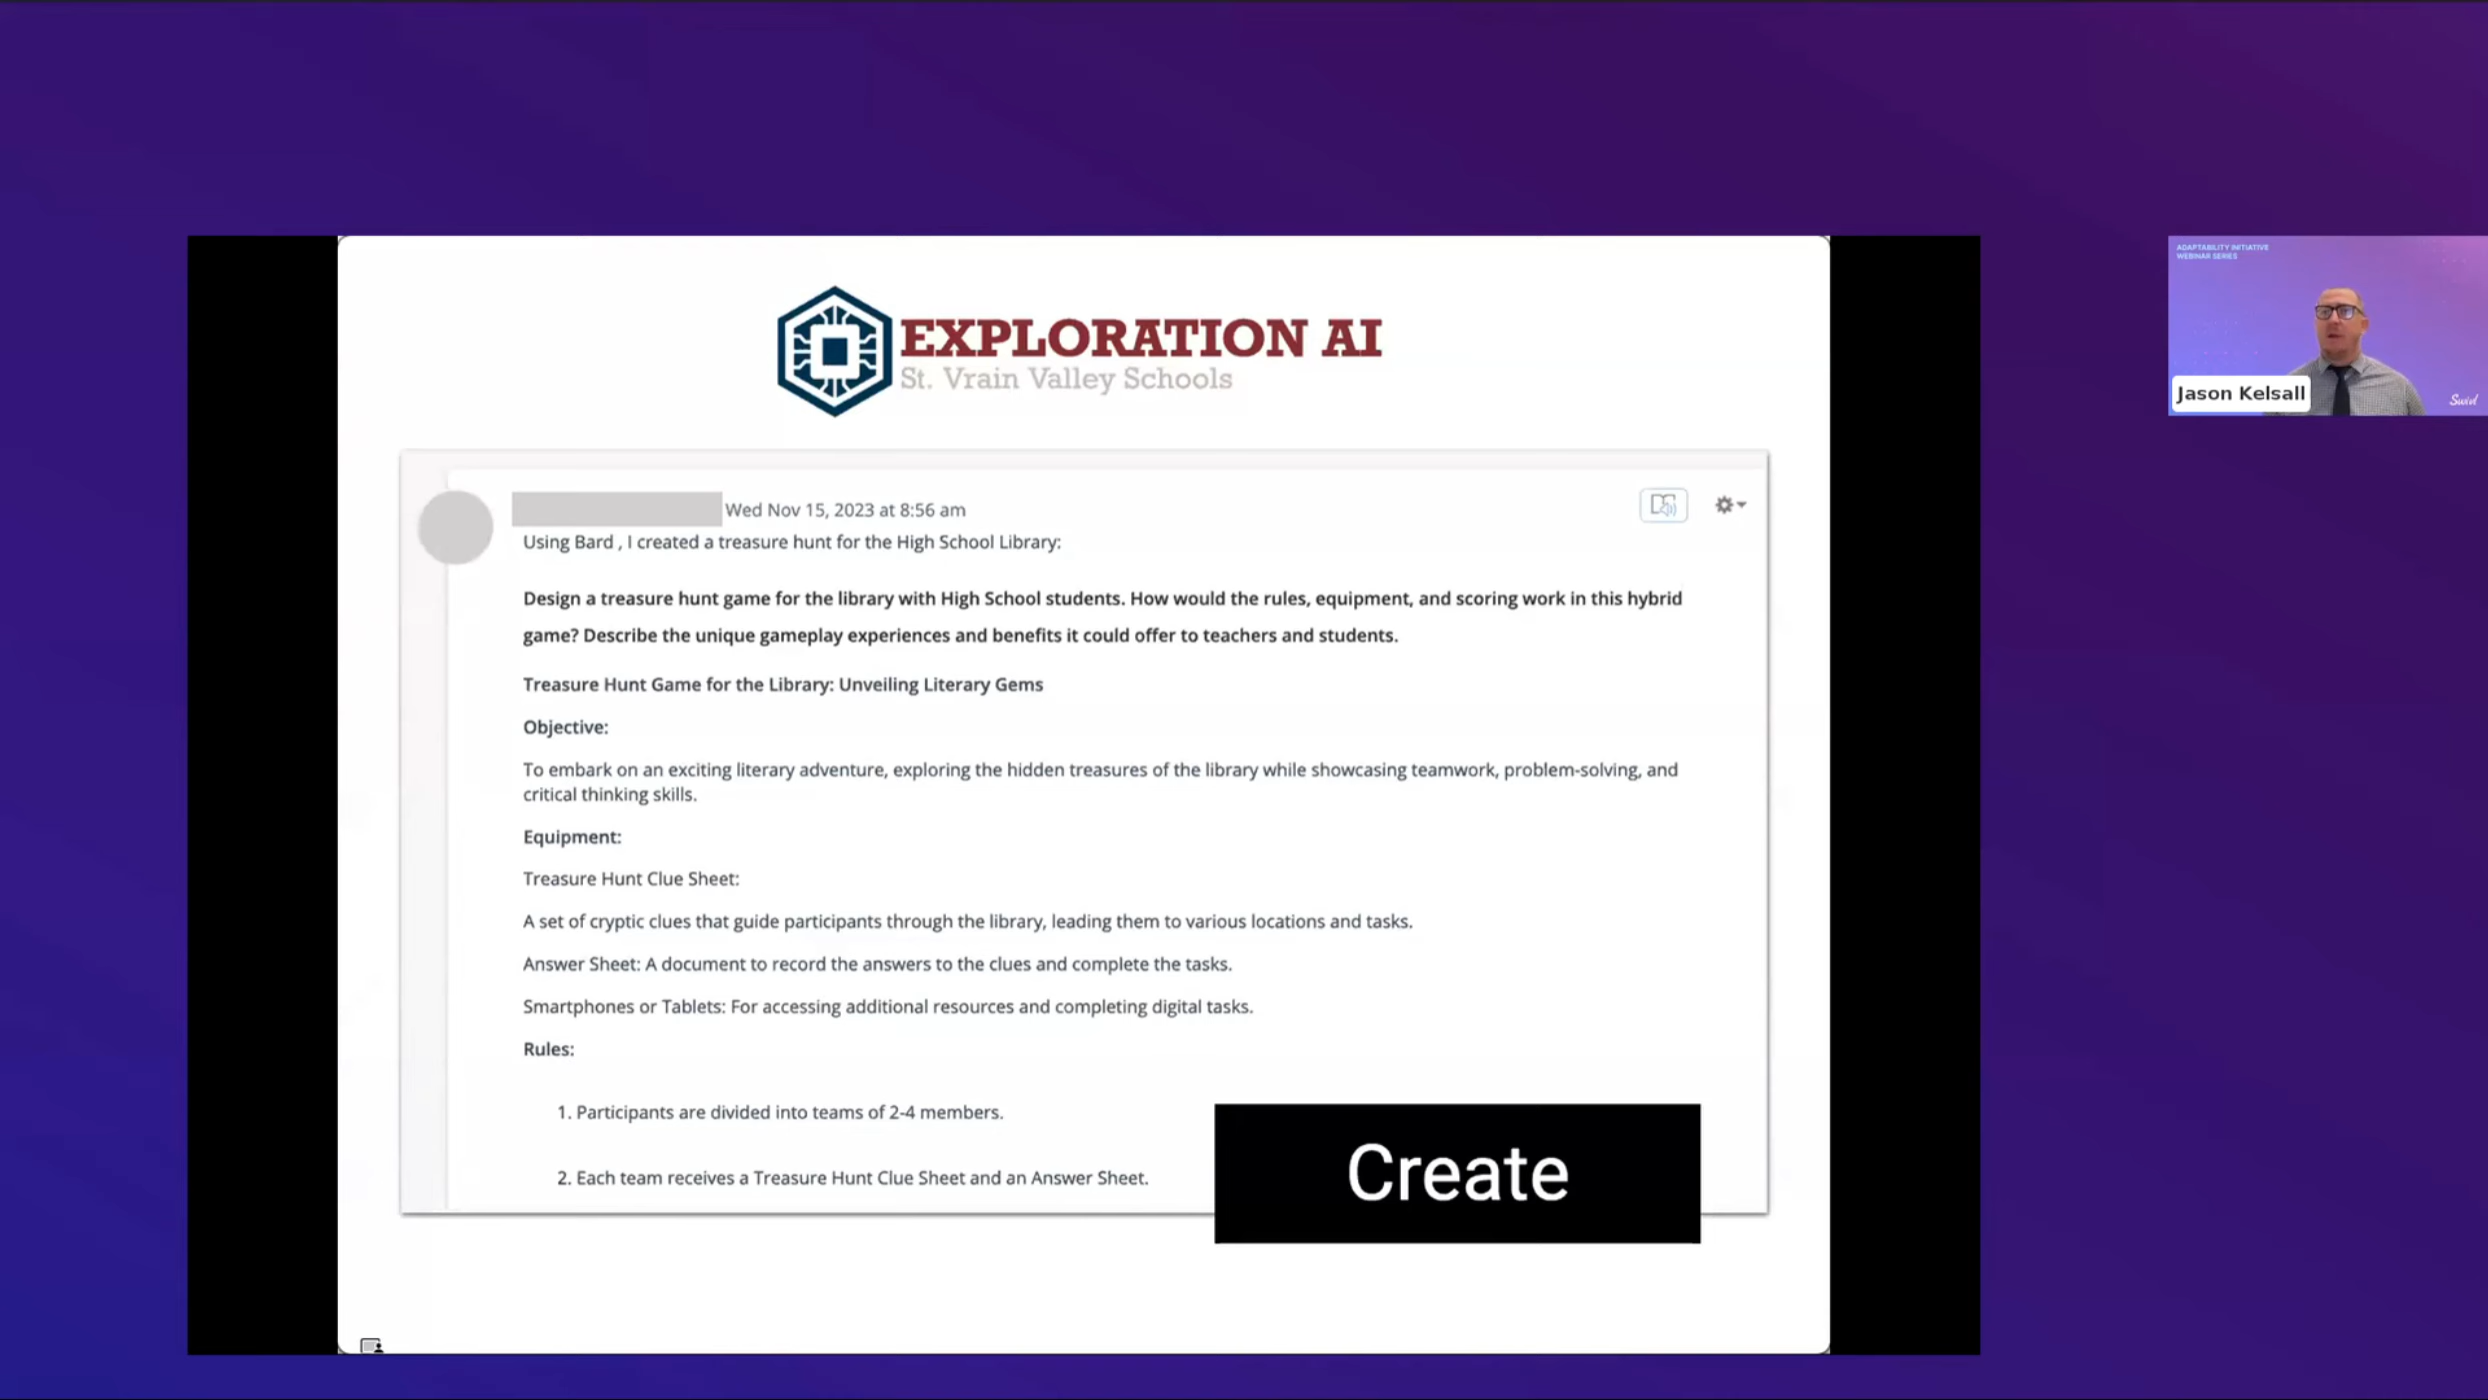 EXPLORATION AI
St. Vrain Valley Schools
ADAPTABILITY INITIATIVE
WEBINAR SERIES
Jason Kelsall
Swivl
Wed Nov 15, 2023 at 8:56 am
Using Bard , I created a treasure hunt for the High School Library:
Design a treasure hunt game for the library with High School students. How would the rules, equipment, and scoring work in this hybrid
game? Describe the unique gameplay experiences and benefits it could offer to teachers and students.
Treasure Hunt Game for the Library: Unveiling Literary Gems
Objective:
To embark on an exciting literary adventure, exploring the hidden treasures of the library while showcasing teamwork, problem-solving, and
critical thinking skills.
Equipment:
Treasure Hunt Clue Sheet:
A set of cryptic clues that guide participants through the library, leading them to various locations and tasks.
Answer Sheet: A document to record the answers to the clues and complete the tasks.
Smartphones or Tablets: For accessing additional resources and completing digital tasks.
Rules:
1. Participants are divided into teams of 2-4 members.
2. Each team receives a Treasure Hunt Clue Sheet and an Answer Sheet.
Create